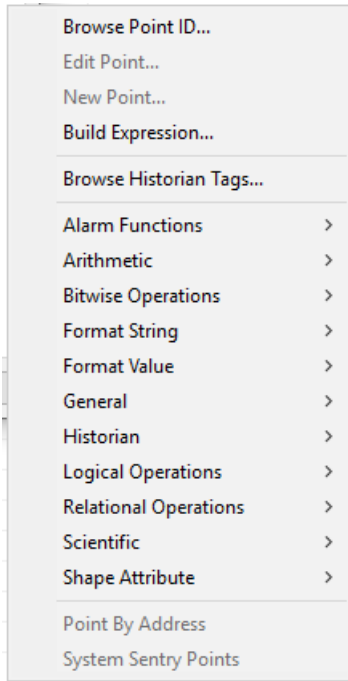 Browse Point ID...
Edit Point...
New Point...
Build Expression...
Browse Historian Tags...
Alarm Functions
Arithmetic
Bitwise Operations
Format String
Format Value
General
Historian
Logical Operations
Relational Operations
Scientific
Shape Attribute
Point By Address
System Sentry Points